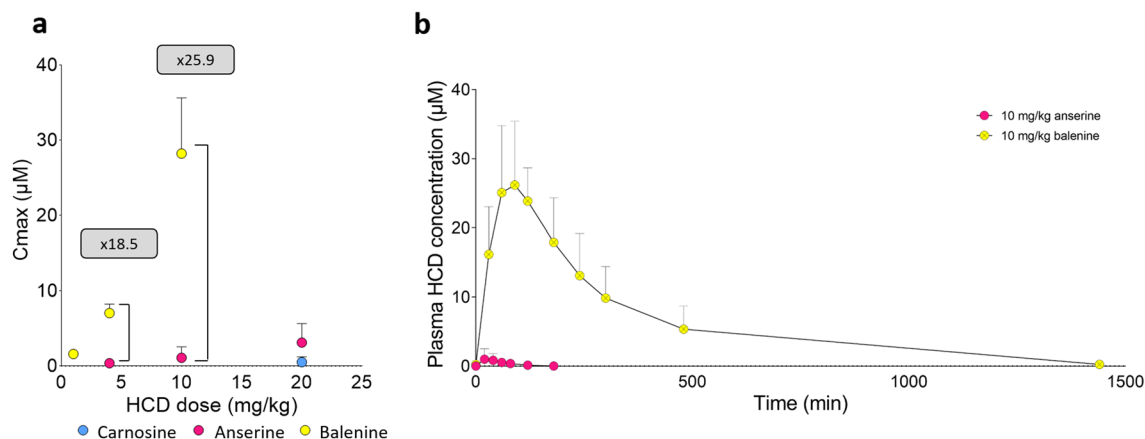 a
x25.9
x18.5
40
30
20
10
0
Cmax (µM)
0 5 10 15 20 25
HCD dose (mg/kg)
Carnosine Anserine Balenine
b
40
30
20
10
0
Plasma HCD concentration (µM)
10 mg/kg anserine
10 mg/kg balenine
0 500 1000 1500
Time (min)